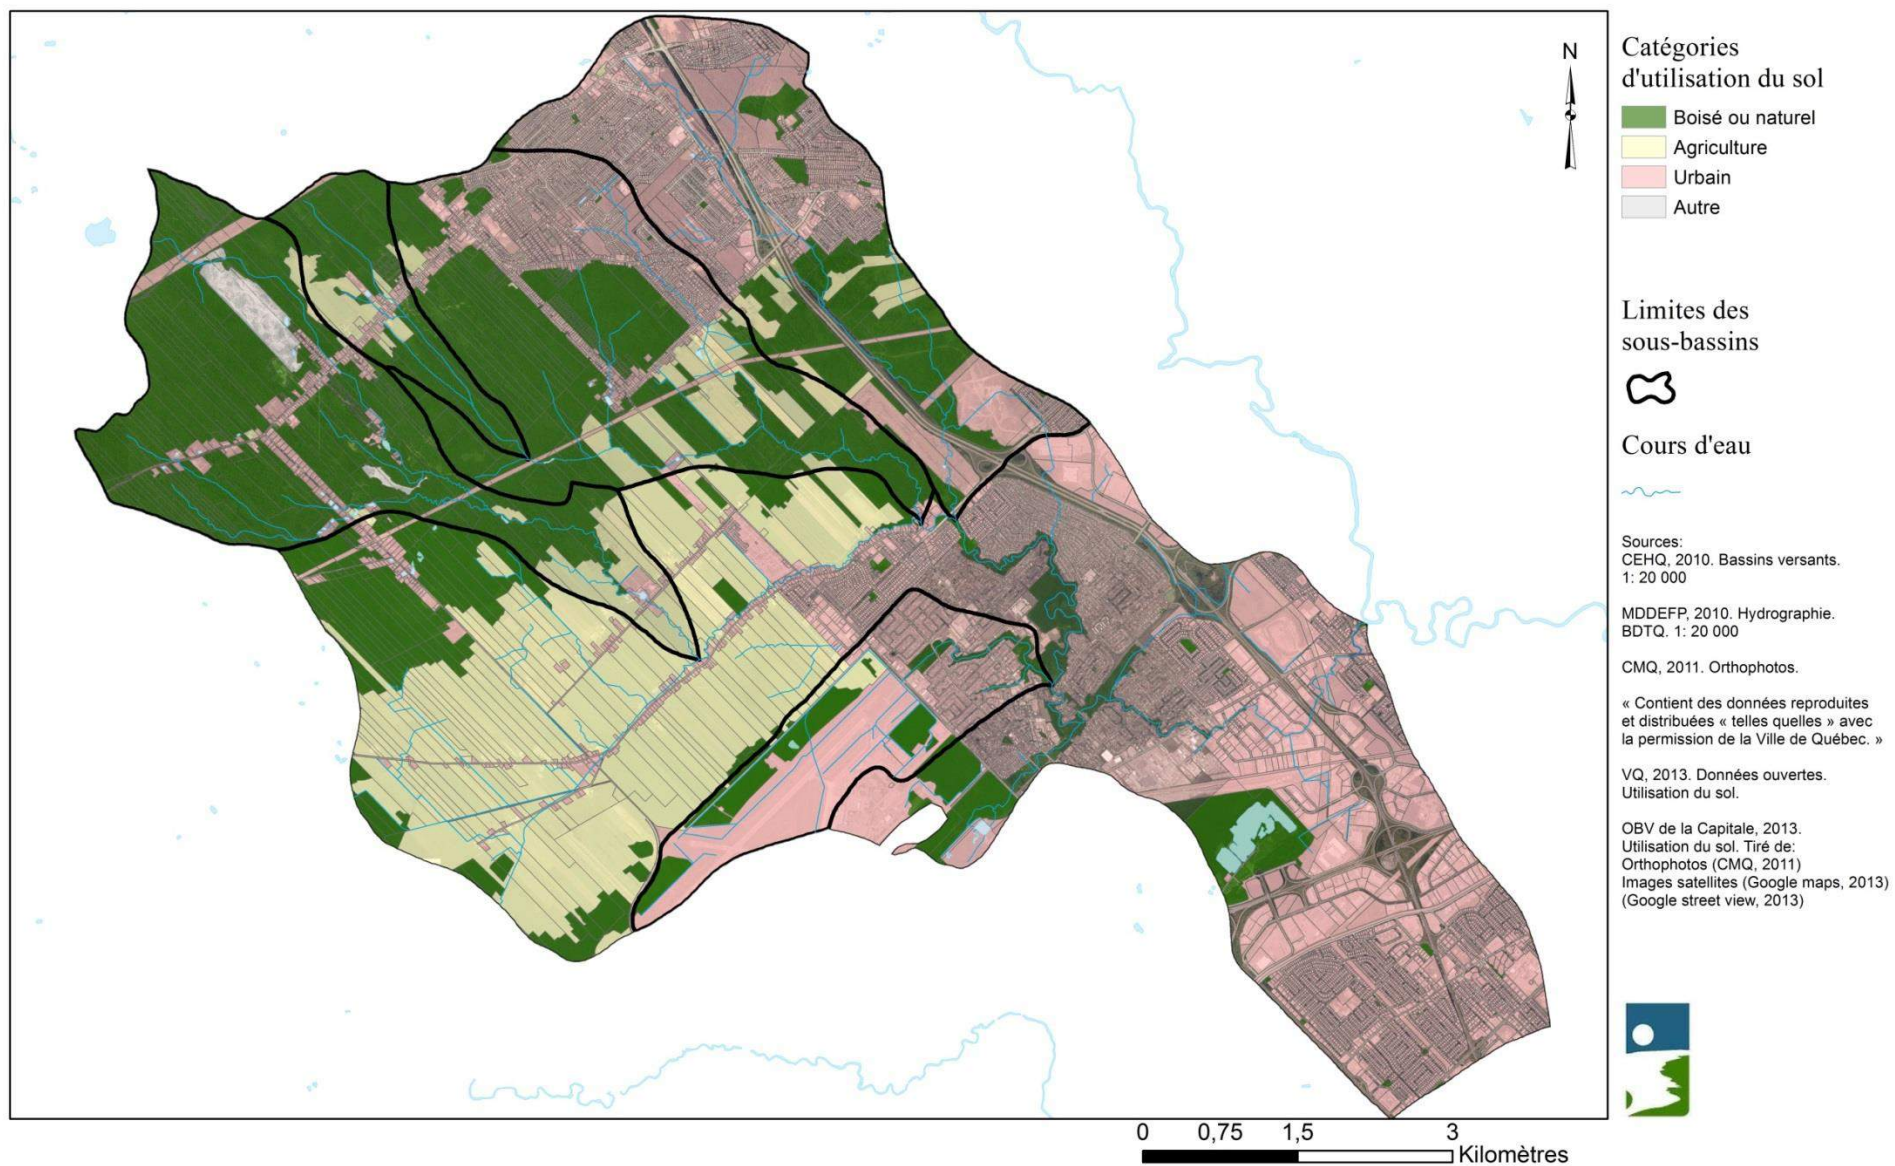 N
Catégories
d'utilisation du sol
Boisé ou naturel
Agriculture
Urbain
Autre
Limites des
sous-bassins
Cours d'eau
Sources:
CEHQ, 2010. Bassins versants.
1: 20 000
MDDEFP, 2010. Hydrographie.
BDTQ. 1: 20 000
CMQ, 2011. Orthophotos.
« Contient des données reproduites
et distribuées « telles quelles » avec
la permission de la Ville de Québec. »
VQ, 2013. Données ouvertes.
Utilisation du sol.
OBV de la Capitale, 2013.
Utilisation du sol. Tiré de:
Orthophotos (CMQ, 2011)
Images satellites (Google maps, 2013)
(Google street view, 2013)
0 0,75 1,5 3
Kilomètres